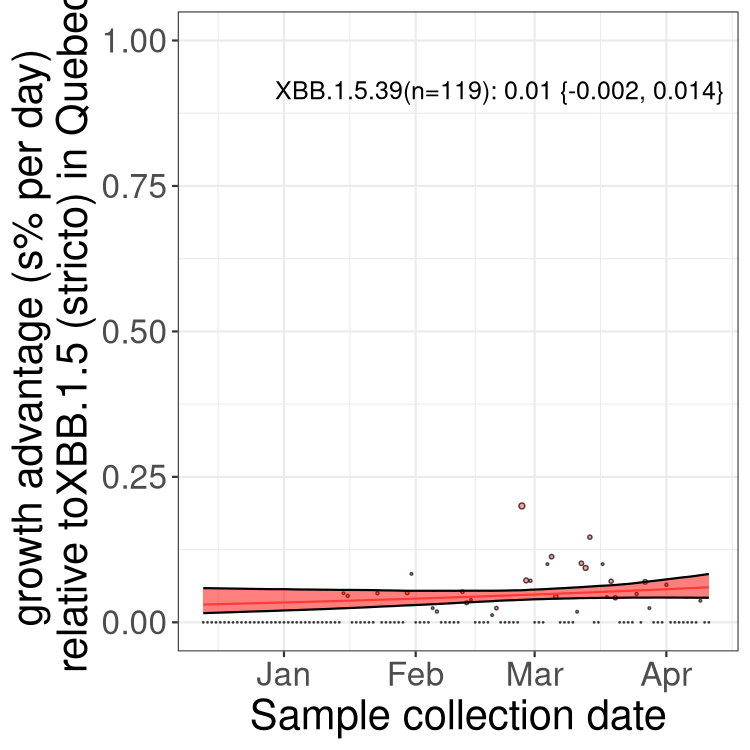 growth advantage (s% per day)
relative toXBB.1.5 (stricto) in Quebec
1.00
XBB.1.5.39(n=119): 0.01 {-0.002, 0.014}
0.75
0.50
0.25
0.00
Jan Feb Mar Apr
Sample collection date